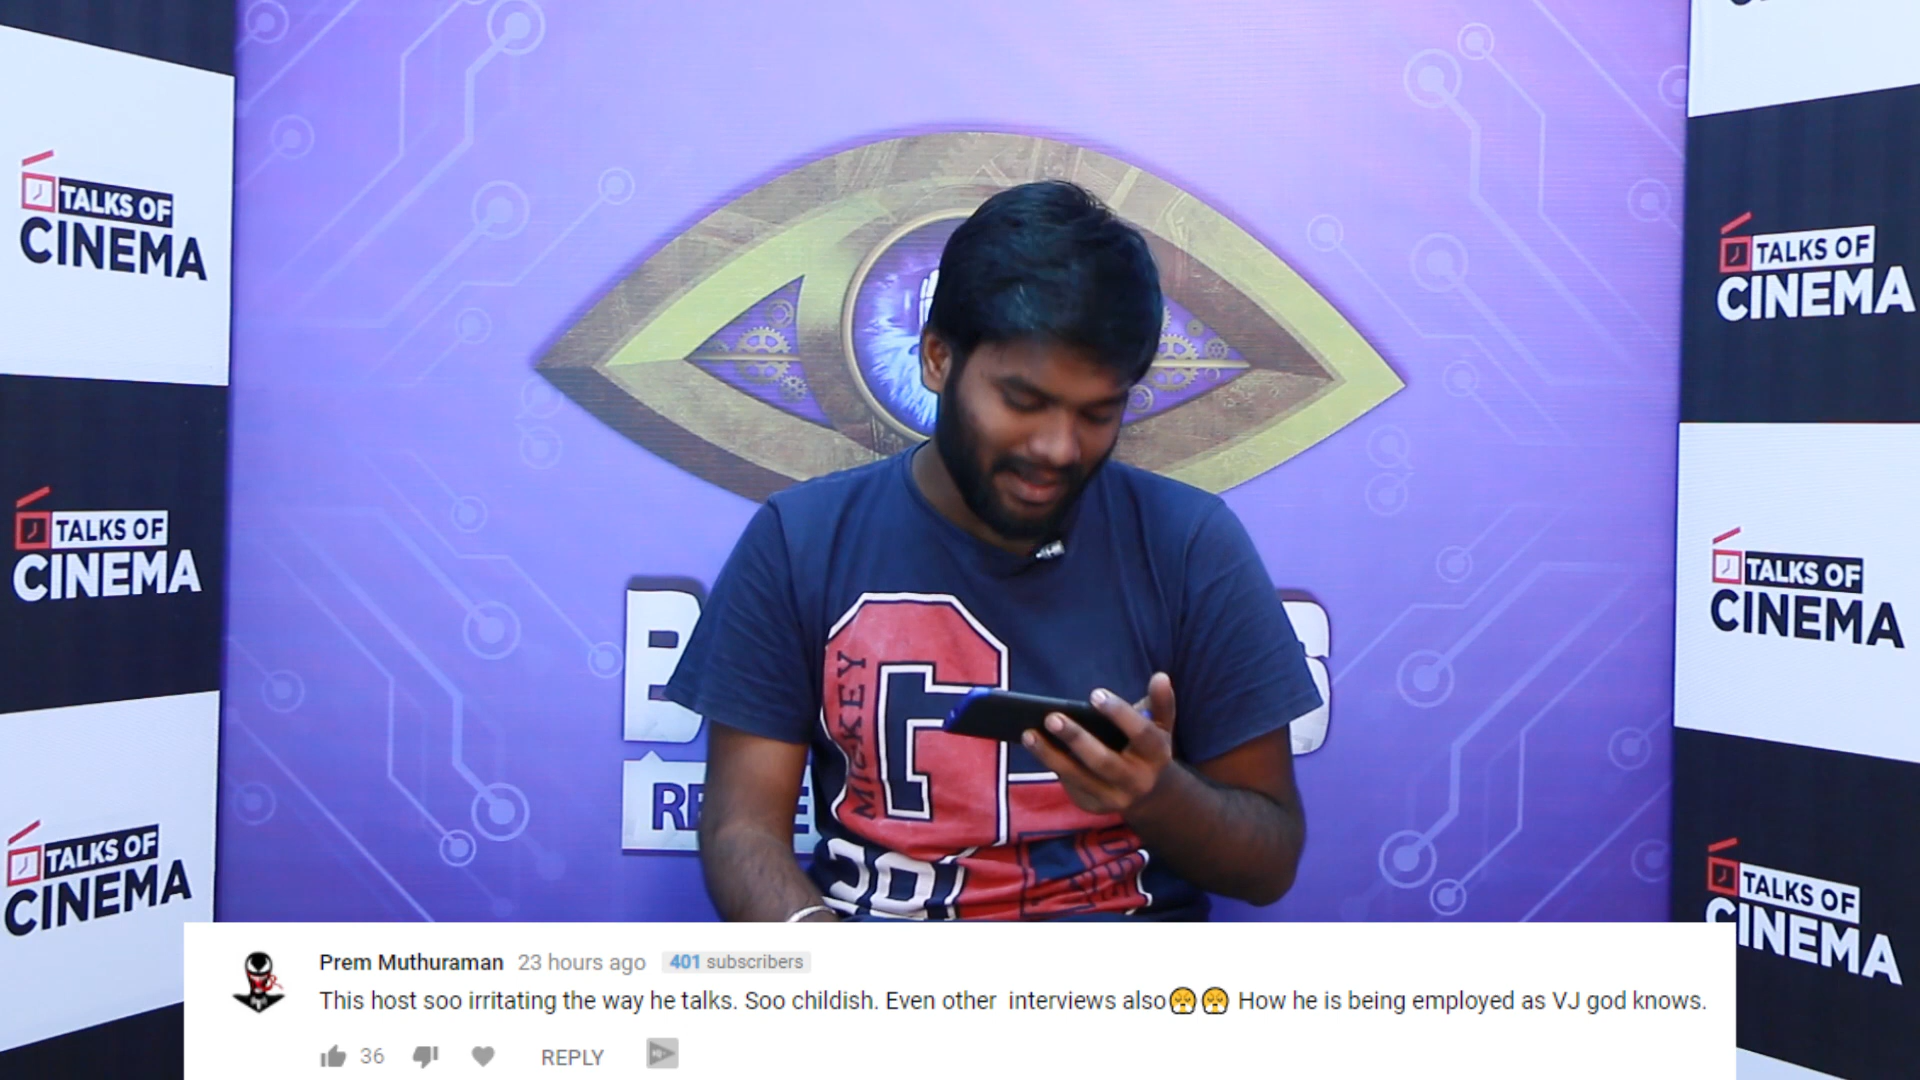 TALKS OF
CINEMA
TALKS OF
CINEMA
TALKS OF
CINEMA
TALKS OF
CINEMA
TALKS OF
CINEMA
TALKS OF
CINEMA
MICKEY
G
28
Prem Muthuraman 23 hours ago 401 subscribers
This host soo irritating the way he talks. Soo childish. Even other interviews also😤😤 How he is being employed as VJ god knows.
36 REPLY